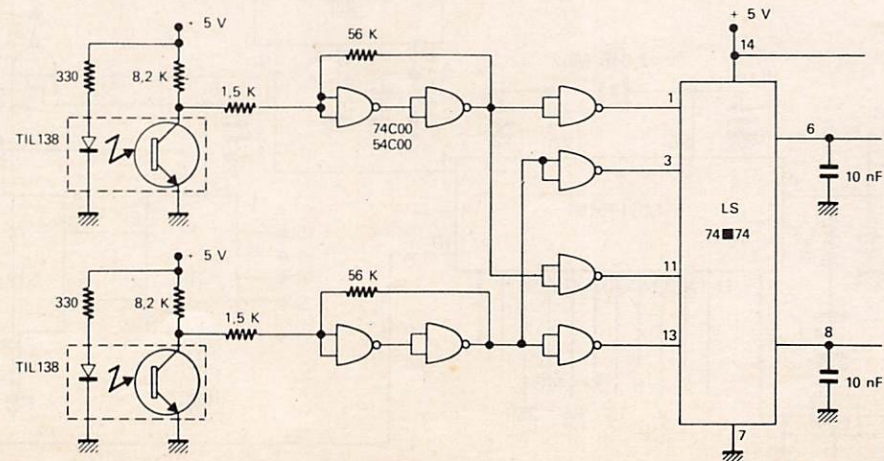 + 5 V
330
8,2 K
1,5 K
56 K
TIL138
74C00
54C00
+ 5 V
14
1
3
6
10 nF
LS
74■74
11
13
8
10 nF
7
+ 5 V
330
8,2 K
1,5 K
56 K
TIL138